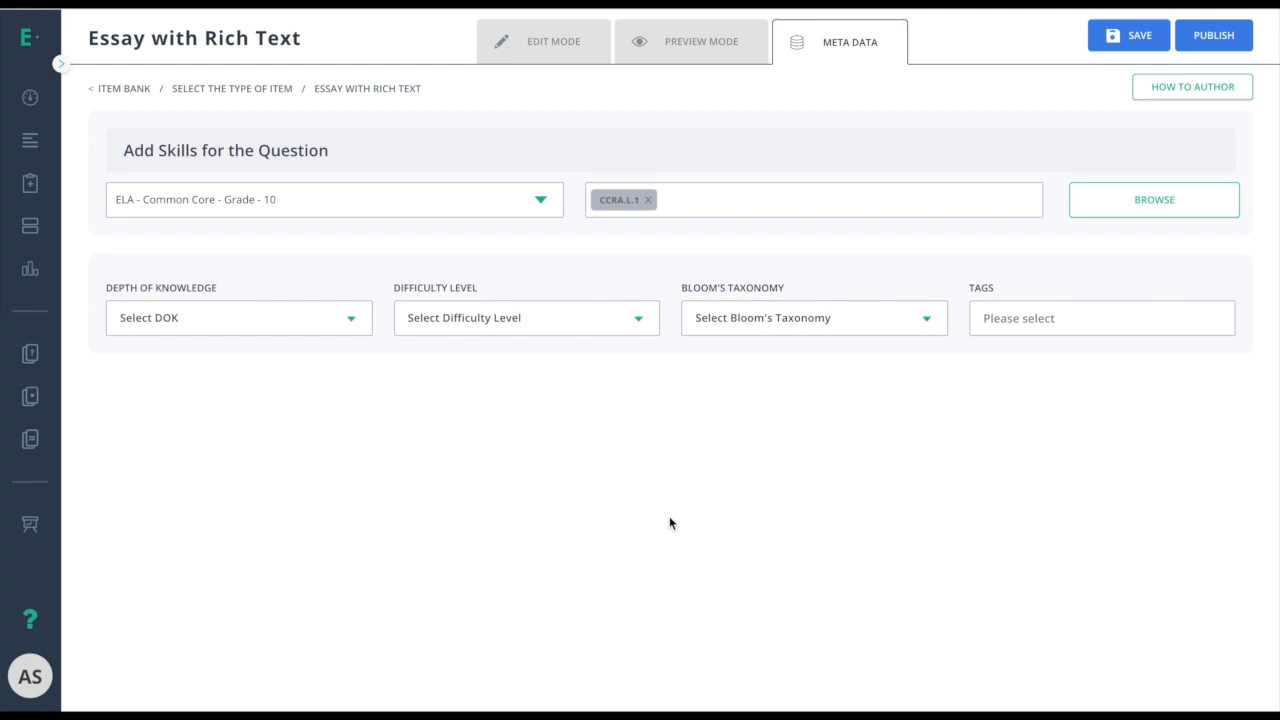 E·
Essay with Rich Text
EDIT MODE
PREVIEW MODE
META DATA
SAVE
PUBLISH
< ITEM BANK / SELECT THE TYPE OF ITEM / ESSAY WITH RICH TEXT
HOW TO AUTHOR
Add Skills for the Question
ELA - Common Core - Grade - 10
CCRA.L.1 X
BROWSE
DEPTH OF KNOWLEDGE
DIFFICULTY LEVEL
BLOOM'S TAXONOMY
TAGS
Select DOK
Select Difficulty Level
Select Bloom's Taxonomy
Please select
?
AS